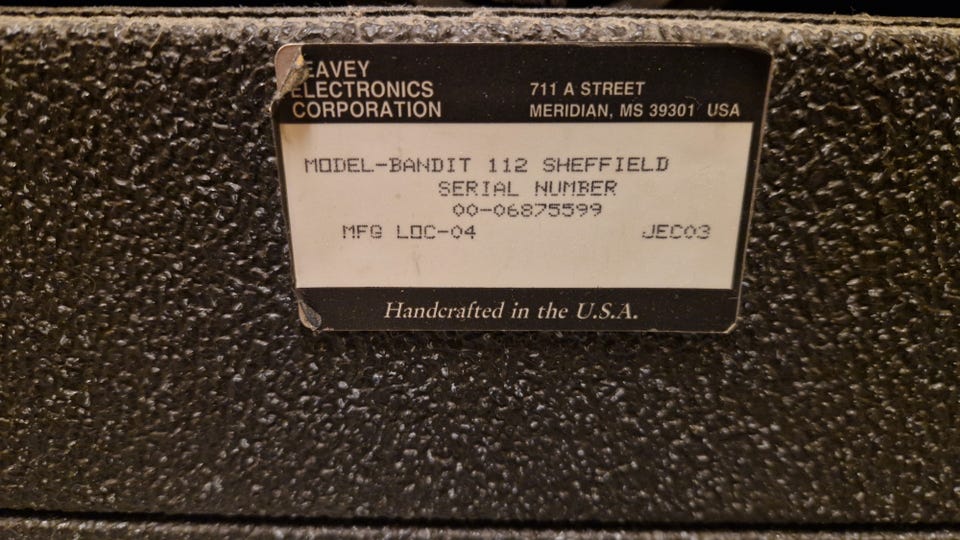 EAVEY
ELECTRONICS
CORPORATION
711 A STREET
MERIDIAN, MS 39301 USA
MODEL-BANDIT 112 SHEFFIELD
SERIAL NUMBER
00-06875599
MFG LOC-04 JEC03
Handcrafted in the U.S.A.